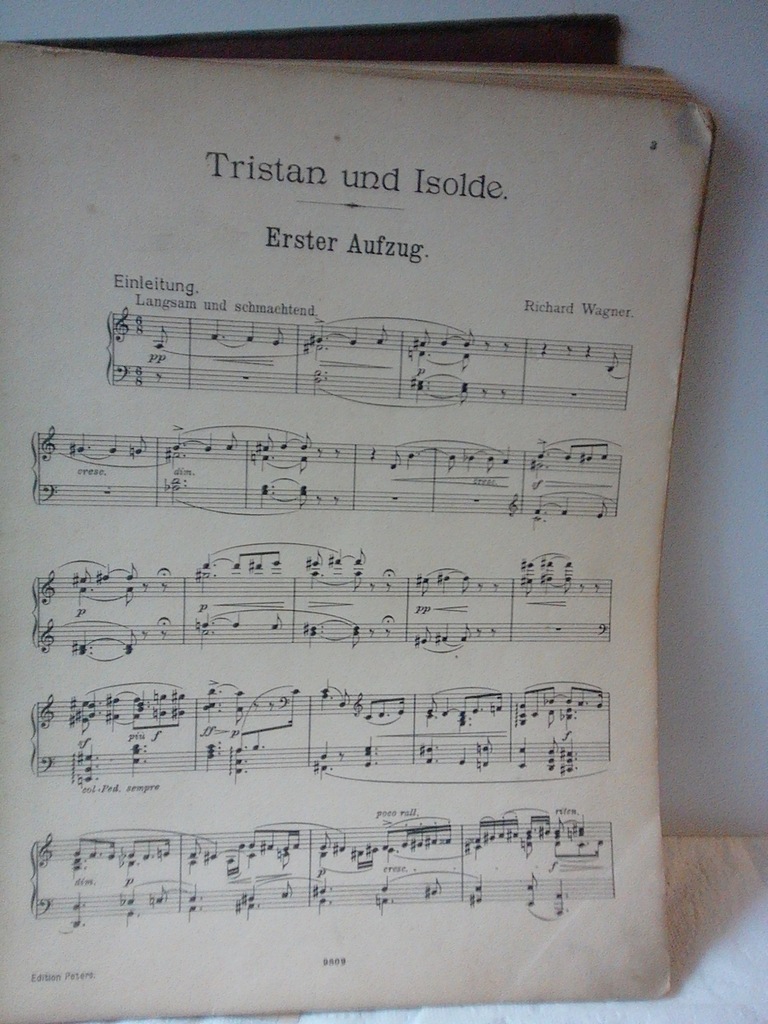 3
Tristan und Isolde.
Erster Aufzug.
Einleitung.
Langsam und schmachtend.
Richard Wagner.
pp
p
cresc.
dim.
cresc.
sf
p
p
pp
sf
più f
ff
p
col Ped. sempre
poco rall.
riten.
dim.
p
p
cresc.
f
9809
Edition Peters.